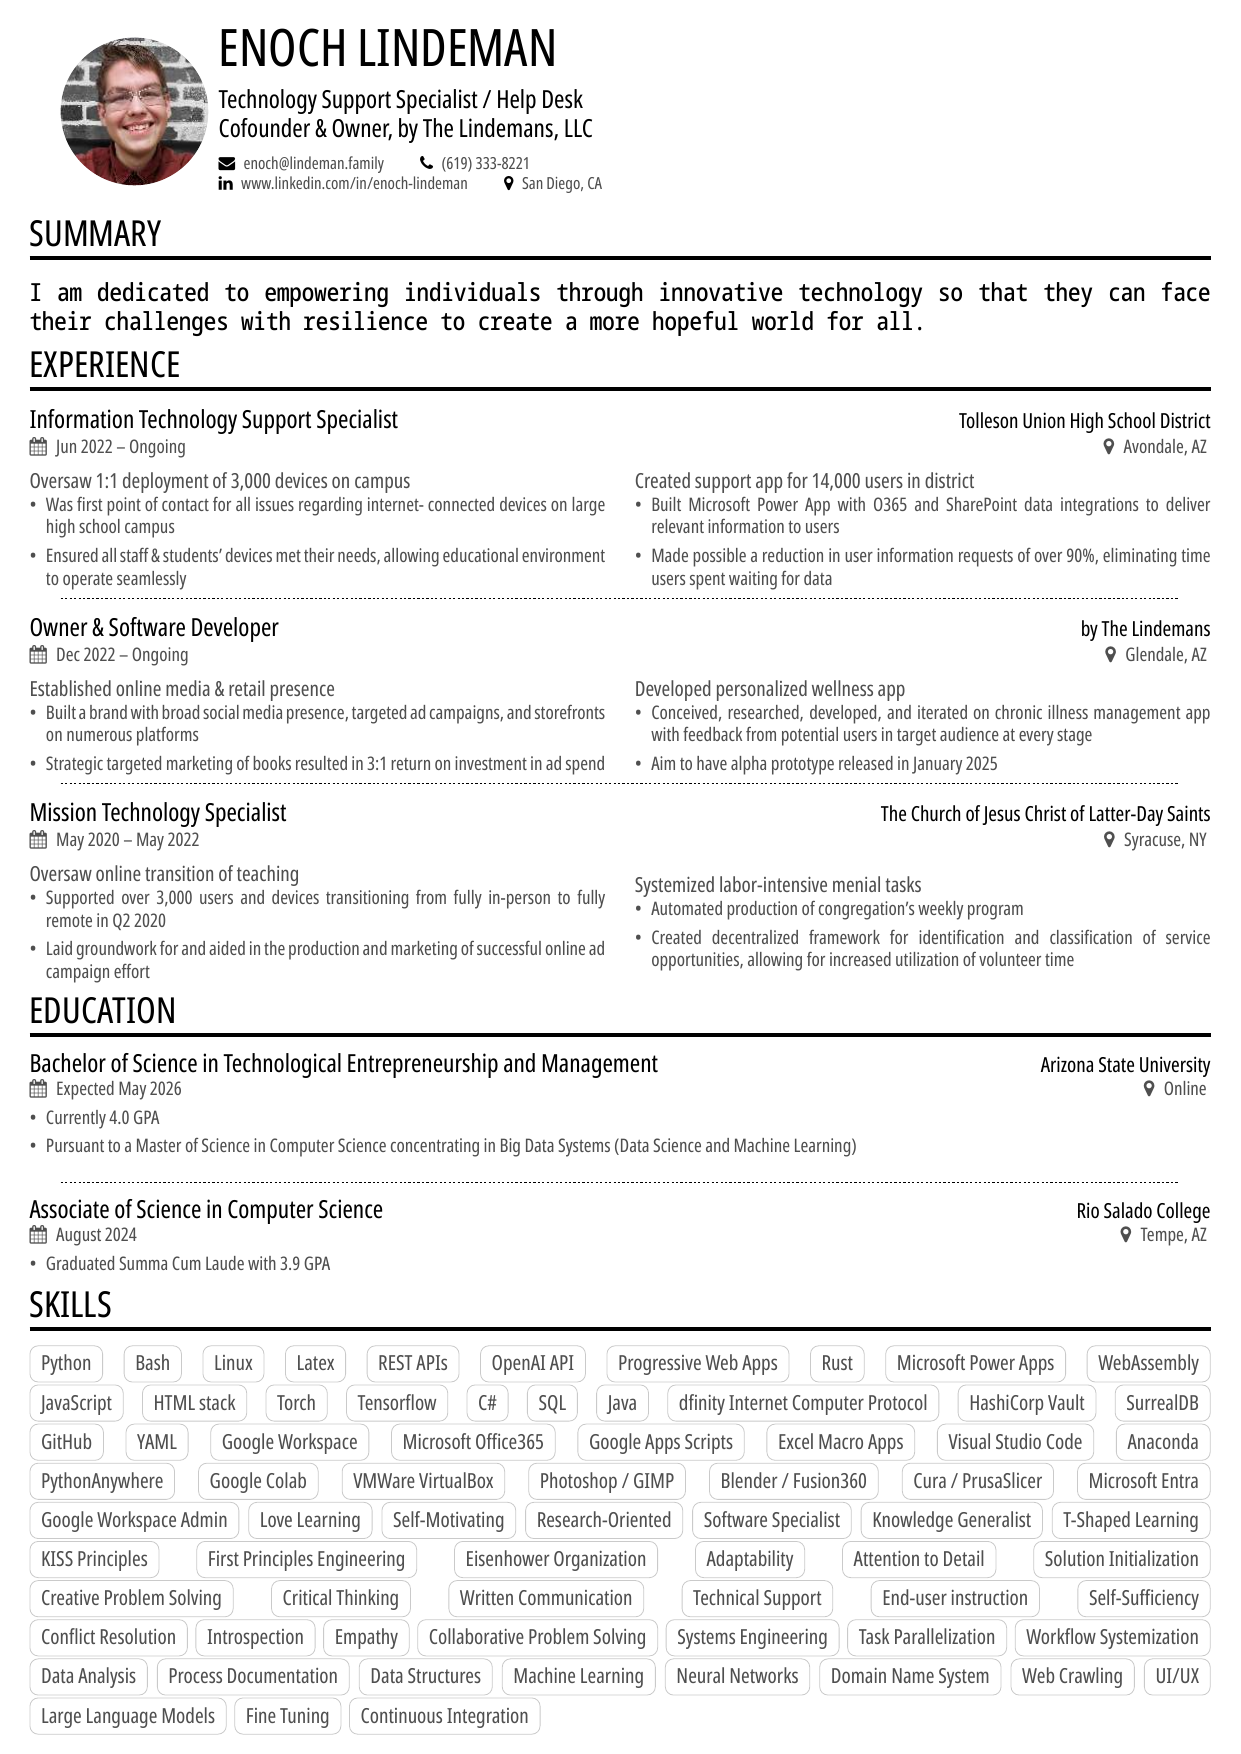 ENOCH LINDEMAN
Technology Support Specialist / Help Desk
Cofounder & Owner, by The Lindemans, LLC
enoch@lindeman.family (619) 333-8221
www.linkedin.com/in/enoch-lindeman San Diego, CA
SUMMARY
I am dedicated to empowering individuals through innovative technology so that they can face
their challenges with resilience to create a more hopeful world for all.
EXPERIENCE
Information Technology Support Specialist Tolleson Union High School District
Jun 2022 – Ongoing Avondale, AZ
Oversaw 1:1 deployment of 3,000 devices on campus
• Was first point of contact for all issues regarding internet- connected devices on large
high school campus
• Ensured all staff & students’ devices met their needs, allowing educational environment
to operate seamlessly
Created support app for 14,000 users in district
• Built Microsoft Power App with O365 and SharePoint data integrations to deliver
relevant information to users
• Made possible a reduction in user information requests of over 90%, eliminating time
users spent waiting for data
Owner & Software Developer by The Lindemans
Dec 2022 – Ongoing Glendale, AZ
Established online media & retail presence
• Built a brand with broad social media presence, targeted ad campaigns, and storefronts
on numerous platforms
• Strategic targeted marketing of books resulted in 3:1 return on investment in ad spend
Developed personalized wellness app
• Conceived, researched, developed, and iterated on chronic illness management app
with feedback from potential users in target audience at every stage
• Aim to have alpha prototype released in January 2025
Mission Technology Specialist The Church of Jesus Christ of Latter-Day Saints
May 2020 – May 2022 Syracuse, NY
Oversaw online transition of teaching
• Supported over 3,000 users and devices transitioning from fully in-person to fully
remote in Q2 2020
• Laid groundwork for and aided in the production and marketing of successful online ad
campaign effort
Systemized labor-intensive menial tasks
• Automated production of congregation’s weekly program
• Created decentralized framework for identification and classification of service
opportunities, allowing for increased utilization of volunteer time
EDUCATION
Bachelor of Science in Technological Entrepreneurship and Management Arizona State University
Expected May 2026 Online
• Currently 4.0 GPA
• Pursuant to a Master of Science in Computer Science concentrating in Big Data Systems (Data Science and Machine Learning)
Associate of Science in Computer Science Rio Salado College
August 2024 Tempe, AZ
• Graduated Summa Cum Laude with 3.9 GPA
SKILLS
Python Bash Linux Latex REST APIs OpenAI API Progressive Web Apps Rust Microsoft Power Apps WebAssembly
JavaScript HTML stack Torch Tensorflow C# SQL Java dfinity Internet Computer Protocol HashiCorp Vault SurrealDB
GitHub YAML Google Workspace Microsoft Office365 Google Apps Scripts Excel Macro Apps Visual Studio Code Anaconda
PythonAnywhere Google Colab VMWare VirtualBox Photoshop / GIMP Blender / Fusion360 Cura / PrusaSlicer Microsoft Entra
Google Workspace Admin Love Learning Self-Motivating Research-Oriented Software Specialist Knowledge Generalist T-Shaped Learning
KISS Principles First Principles Engineering Eisenhower Organization Adaptability Attention to Detail Solution Initialization
Creative Problem Solving Critical Thinking Written Communication Technical Support End-user instruction Self-Sufficiency
Conflict Resolution Introspection Empathy Collaborative Problem Solving Systems Engineering Task Parallelization Workflow Systemization
Data Analysis Process Documentation Data Structures Machine Learning Neural Networks Domain Name System Web Crawling UI/UX
Large Language Models Fine Tuning Continuous Integration